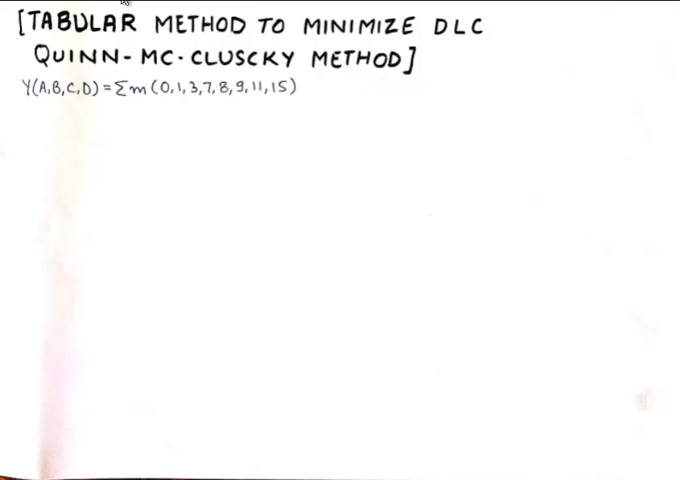 [TABULAR METHOD TO MINIMIZE DLC
QUINN-MC-CLUSCKY METHOD]
Y(A,B,C,D)=Σm(0,1,3,7,8,9,11,15)